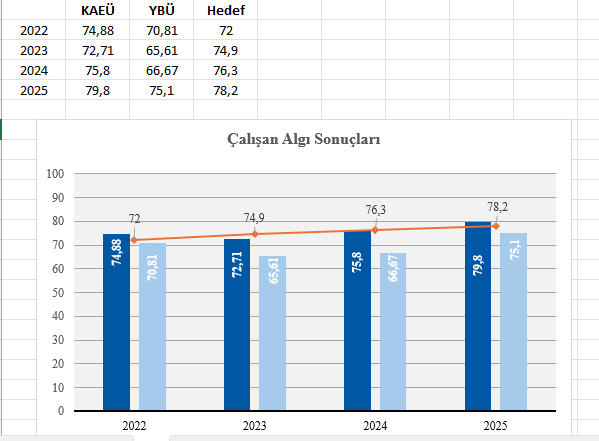 KAEÜ YBÜ Hedef
2022 74,88 70,81 72
2023 72,71 65,61 74,9
2024 75,8 66,67 76,3
2025 79,8 75,1 78,2
Çalışan Algı Sonuçları
100
90
80
70
60
50
40
30
20
10
0
72 74,9 76,3 78,2
74,88 70,81 72,71 65,61 75,8 66,67 79,8 75,1
2022 2023 2024 2025